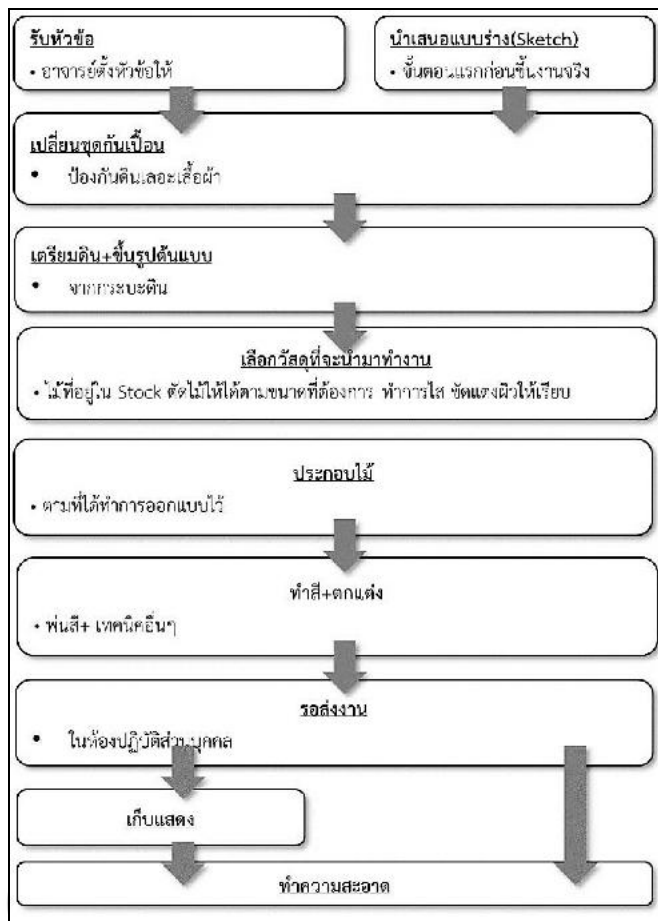 รับหัวข้อ
• อาจารย์ตั้งหัวข้อให้
นำเสนอแบบร่าง(Sketch)
• ขั้นตอนแรกก่อนขึ้นงานจริง
เปลี่ยนชุดกันเปื้อน
• ป้องกันดินเลอะเสื้อผ้า
เตรียมดิน+ขึ้นรูปต้นแบบ
• จากกระบะดิน
เลือกวัสดุที่จะนำมาทำงาน
• ไม้ที่อยู่ใน Stock ตัดไม้ให้ได้ตามขนาดที่ต้องการ ทำการไส ขัดแต่งผิวให้เรียบ
ประกอบไม้
• ตามที่ได้ทำการออกแบบไว้
ทำสี+ตกแต่ง
• พ่นสี+ เทคนิคอื่นๆ
รอส่งงาน
• ในห้องปฏิบัติส่วนบุคคล
เก็บแสดง
ทำความสะอาด